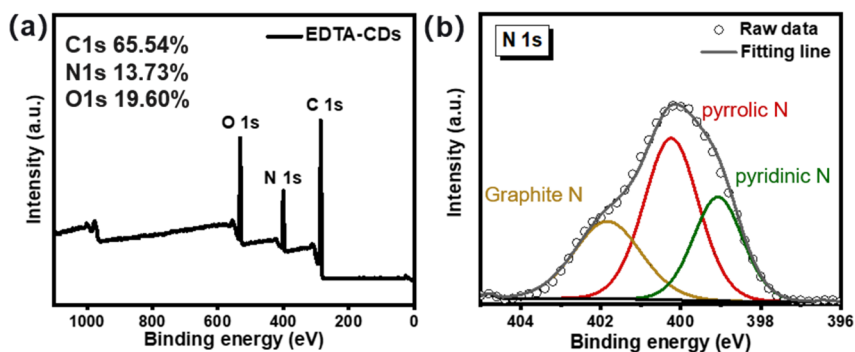 (a)
C1s 65.54%
N1s 13.73%
O1s 19.60%
EDTA-CDs
C 1s
O 1s
N 1s
Intensity (a.u.)
1000 800 600 400 200 0
Binding energy (eV)
(b)
N 1s
Raw data
Fitting line
pyrrolic N
pyridinic N
Graphite N
Intensity (a.u.)
404 402 400 398 396
Binding energy (eV)